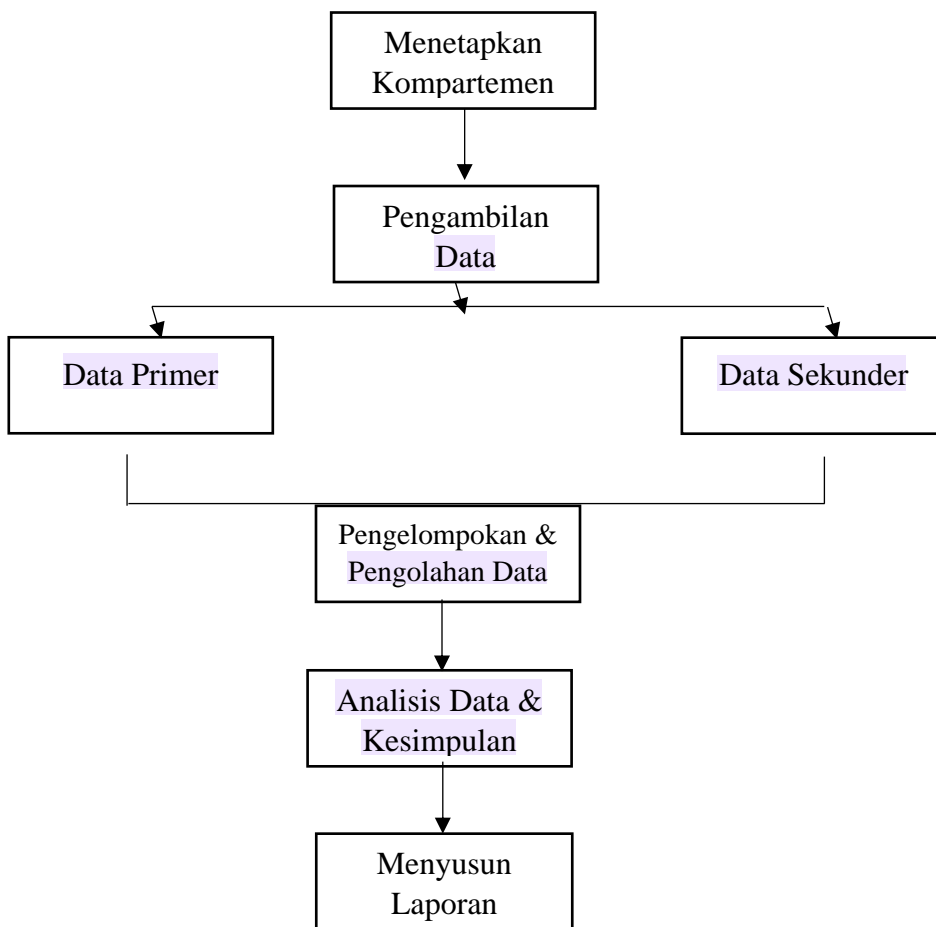 Menetapkan
Kompartemen
Pengambilan
Data
Data Primer
Data Sekunder
Pengelompokan &
Pengolahan Data
Analisis Data &
Kesimpulan
Menyusun
Laporan